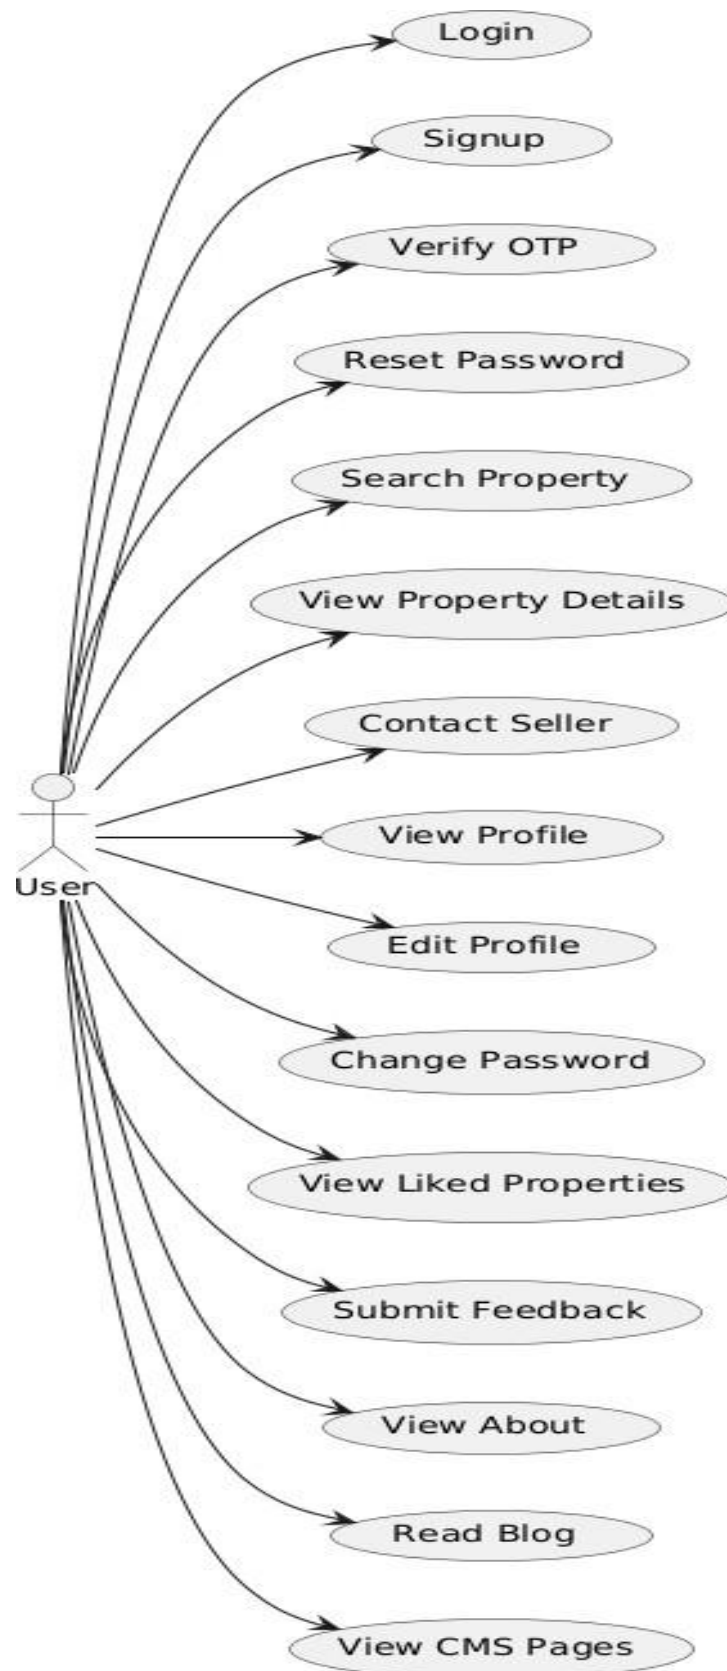 Login
Signup
Verify OTP
Reset Password
Search Property
View Property Details
Contact Seller
View Profile
User
Edit Profile
Change Password
View Liked Properties
Submit Feedback
View About
Read Blog
View CMS Pages